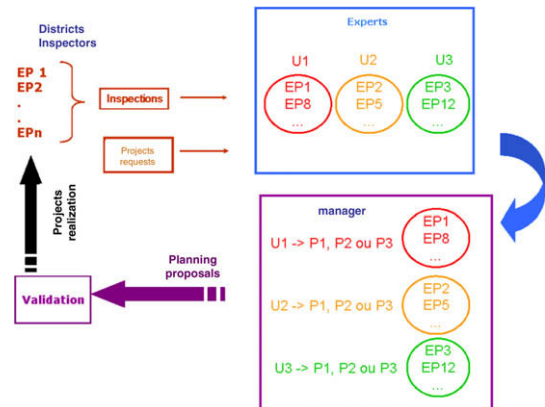 Districts
Inspectors
EP 1
EP2
.
.
EPn
Inspections
Projects
requests
Experts
U1 U2 U3
EP1 EP2 EP3
EP8 EP5 EP12
... ... ...
manager
U1 -> P1, P2 ou P3
EP1
EP8
...
U2 -> P1, P2 ou P3
EP2
EP5
...
U3 -> P1, P2 ou P3
EP3
EP12
...
Planning
proposals
Validation
Projects
realization